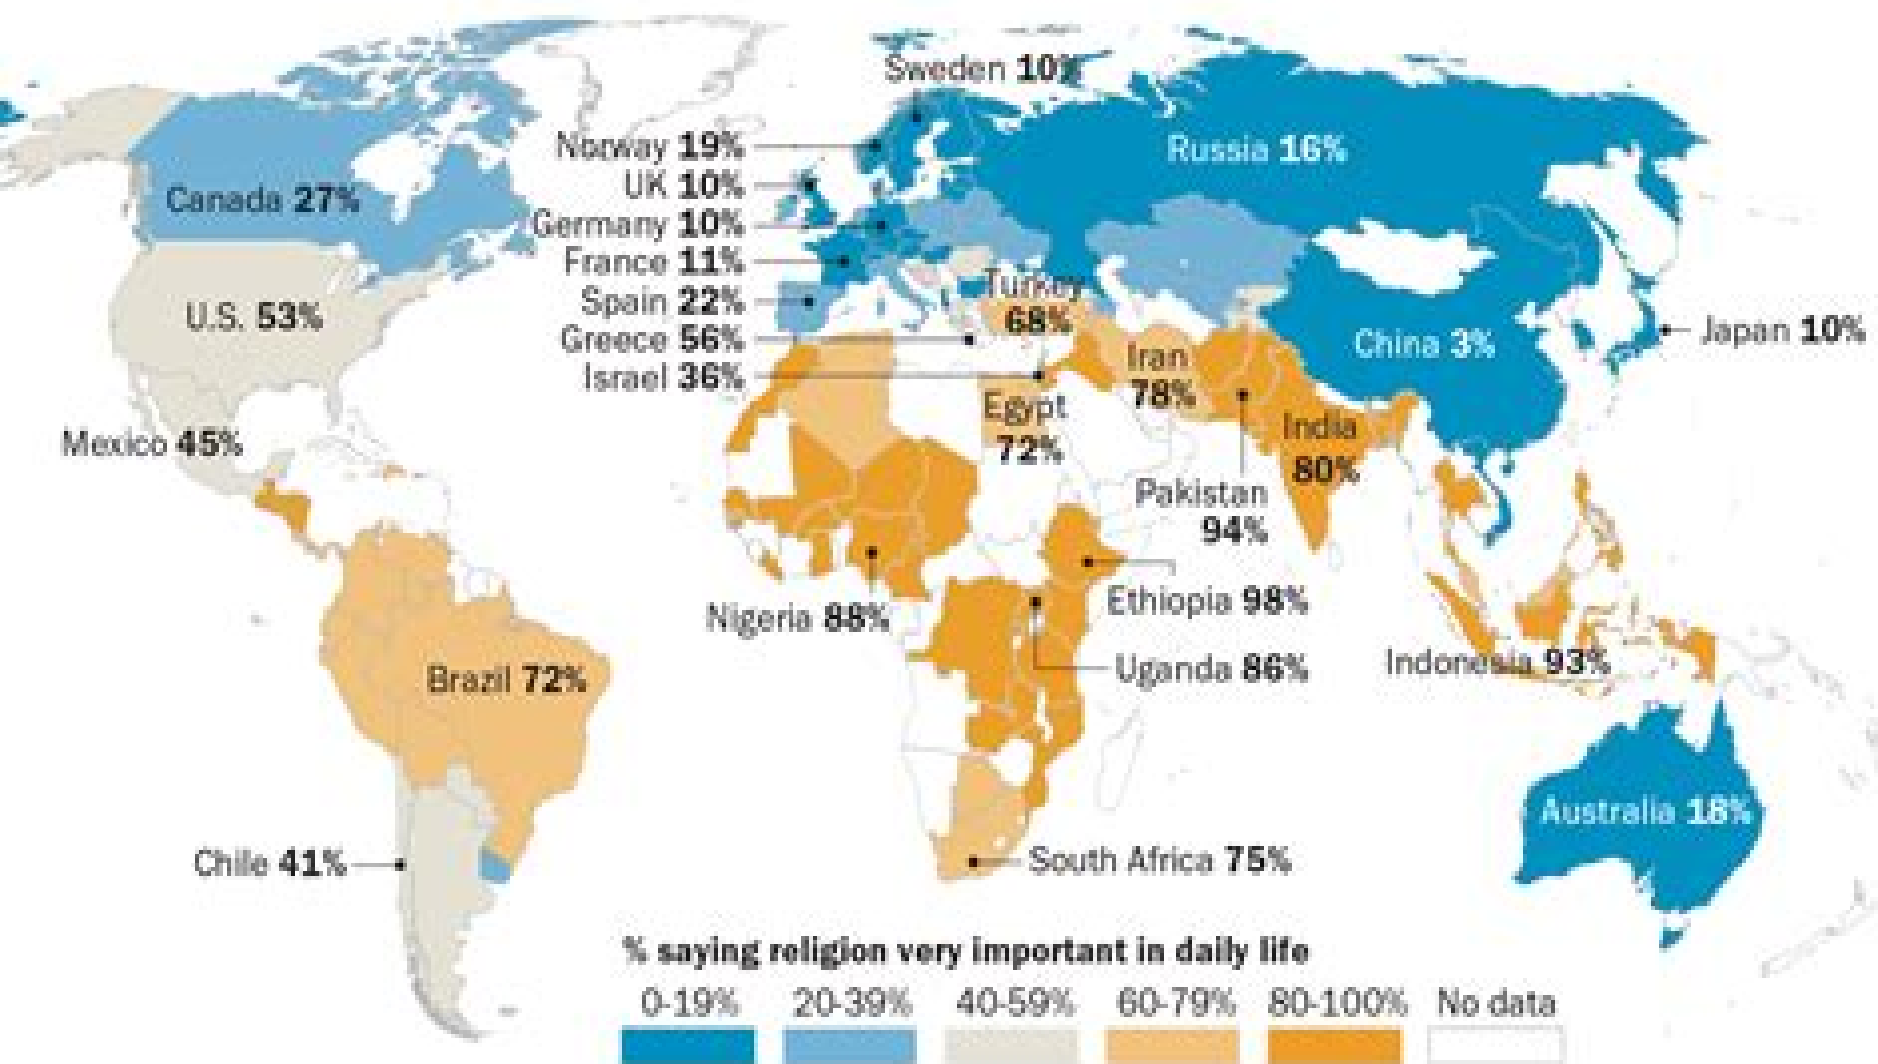 Sweden 10%
Norway 19%
Russia 16%
UK 10%
Canada 27%
Germany 10%
France 11%
Turkey
68%
Spain 22%
U.S. 53%
Greece 56%
Japan 10%
China 3%
Iran
78%
Israel 36%
Egypt
72%
India
80%
Mexico 45%
Pakistan
94%
Ethiopia 98%
Nigeria 88%
Uganda 86%
Indonesia 93%
Brazil 72%
Australia 18%
Chile 41%
South Africa 75%
% saying religion very important in daily life
0-19% 20-39% 40-59% 60-79% 80-100% No data